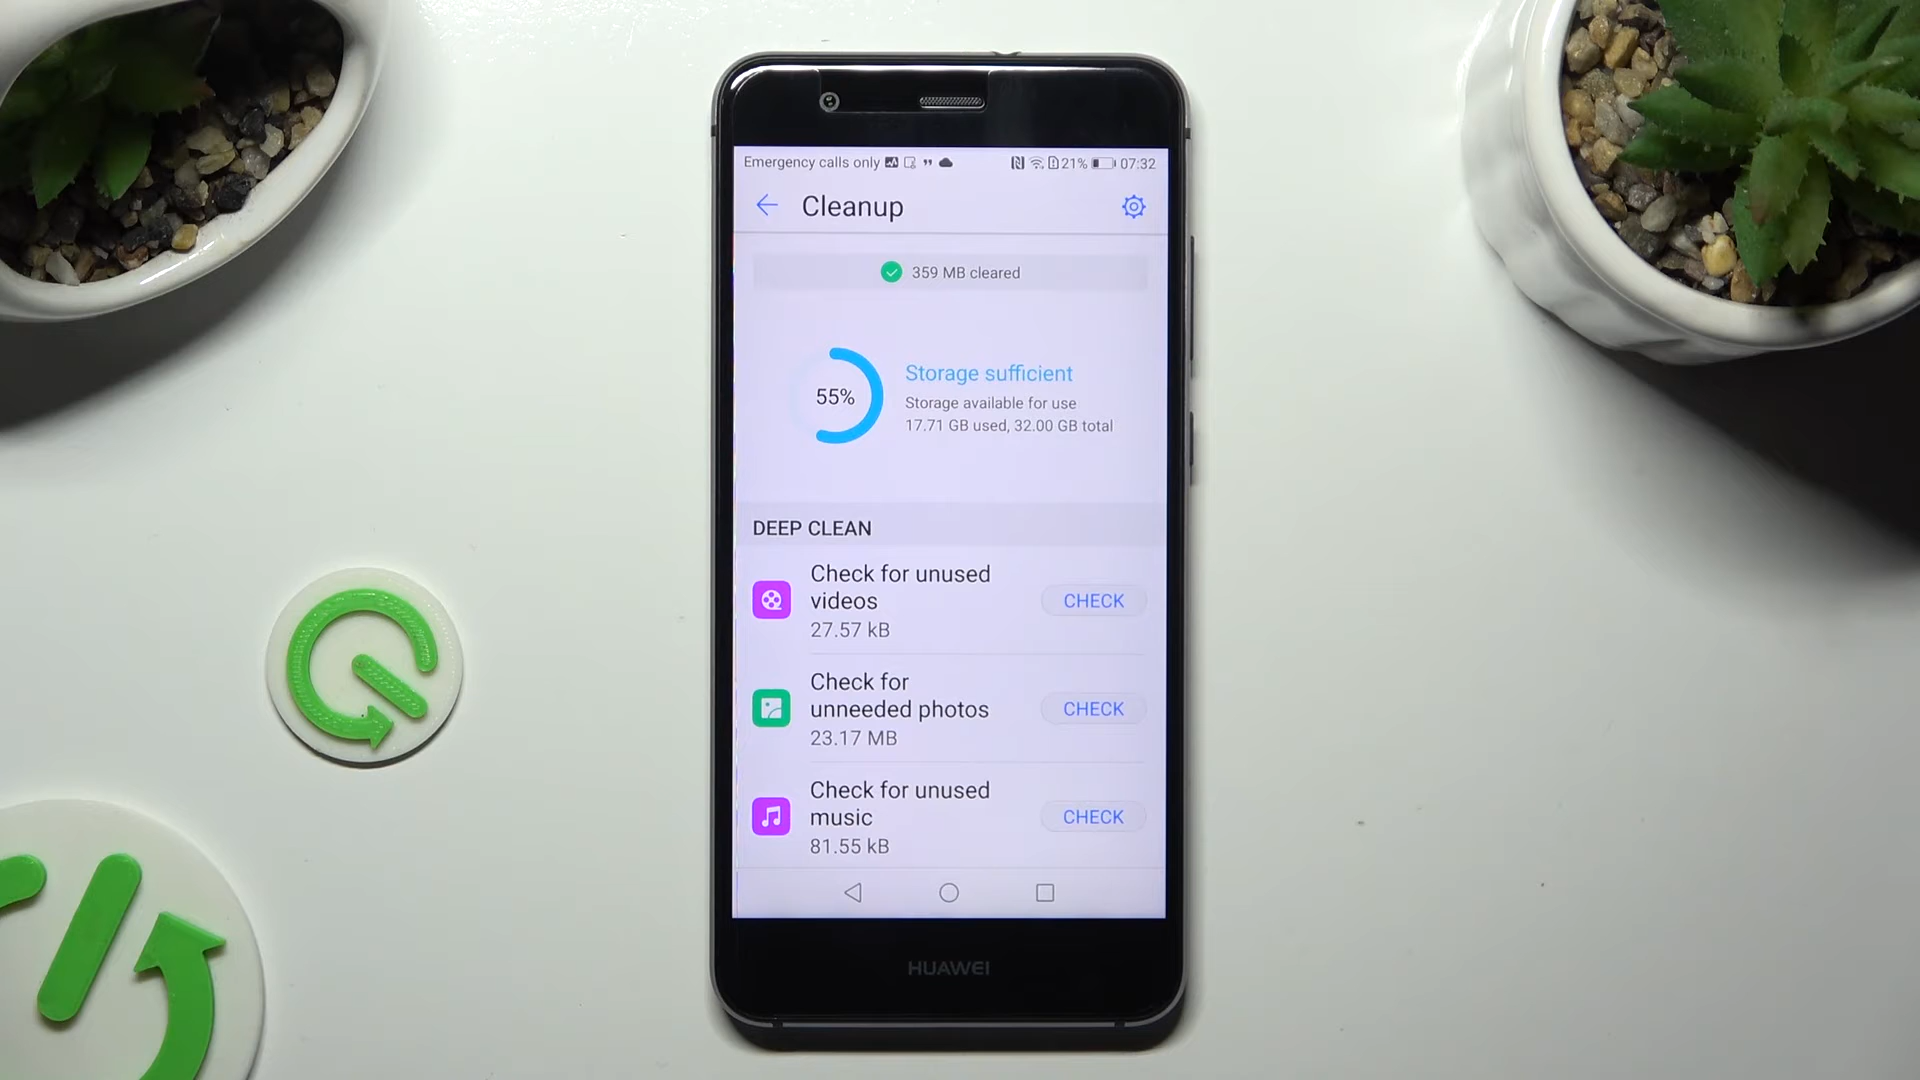 Emergency calls only 21% 07:32
Cleanup
359 MB cleared
55%
Storage sufficient
Storage available for use
17.71 GB used, 32.00 GB total
DEEP CLEAN
Check for unused
videos
27.57 kB
CHECK
Check for
unneeded photos
23.17 MB
CHECK
Check for unused
music
81.55 kB
CHECK
HUAWEI